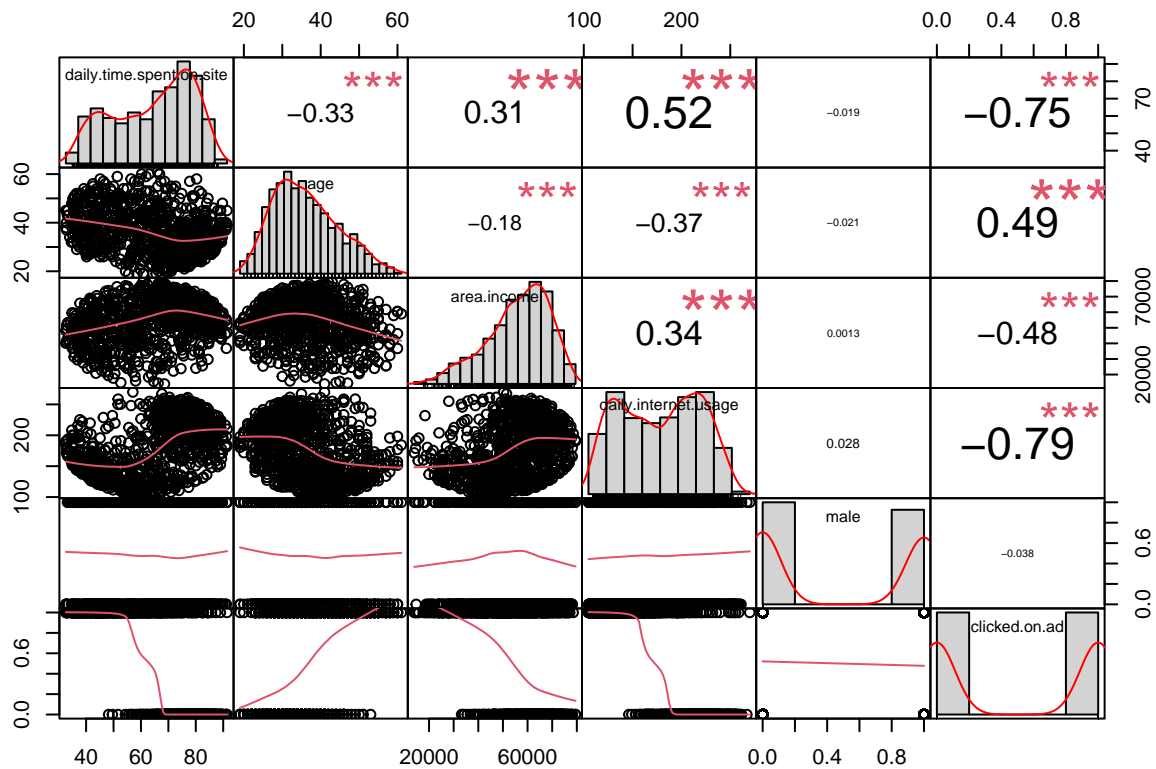 20 40 60 100 200 0.0 0.4 0.8
daily.time.spent.on.site *** −0.33 *** 0.31 *** 0.52 −0.019 *** −0.75 40 70
20 40 60 age *** −0.18 *** −0.37 −0.021 *** 0.49
area.income *** 0.34 0.0013 *** −0.48 20000 70000
100 200 daily.internet.usage 0.028 *** −0.79
male −0.038 0.0 0.6
0.0 0.6 clicked.on.ad
40 60 80 20000 60000 0.0 0.4 0.8